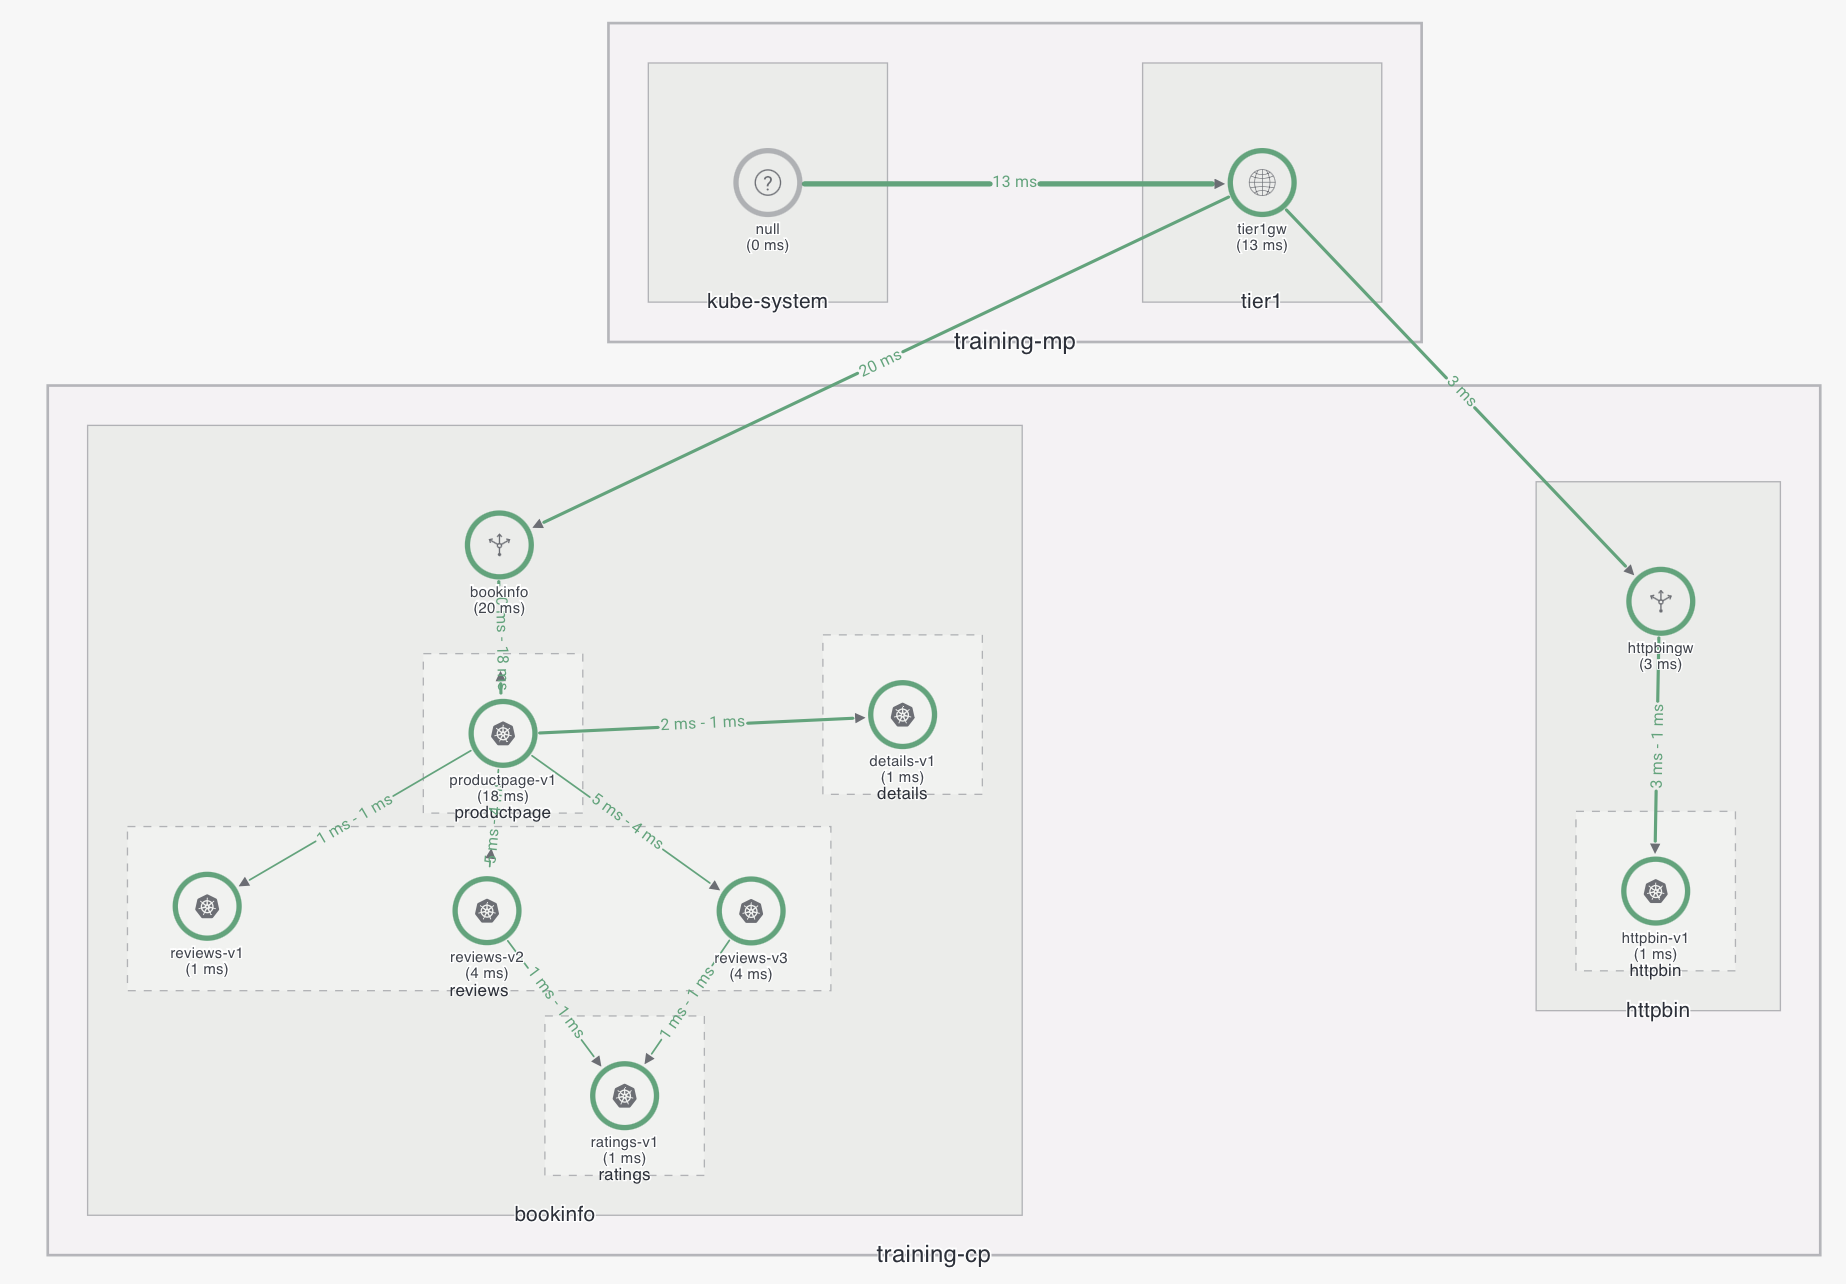 null
(0 ms)
kube-system
13 ms
tier1gw
(13 ms)
tier1
training-mp
20 ms
3 ms
bookinfo
(20 ms)
ms - 18 ms
productpage-v1
(18 ms)
productpage
2 ms - 1 ms
details-v1
(1 ms)
details
1 ms - 1 ms
5 ms - 4 ms
reviews-v1
(1 ms)
reviews-v2
(4 ms)
reviews-v3
(4 ms)
reviews
1 ms - 1 ms
1 ms - 1 ms
ratings-v1
(1 ms)
ratings
bookinfo
httpbingw
(3 ms)
3 ms - 1 ms
httpbin-v1
(1 ms)
httpbin
httpbin
training-cp